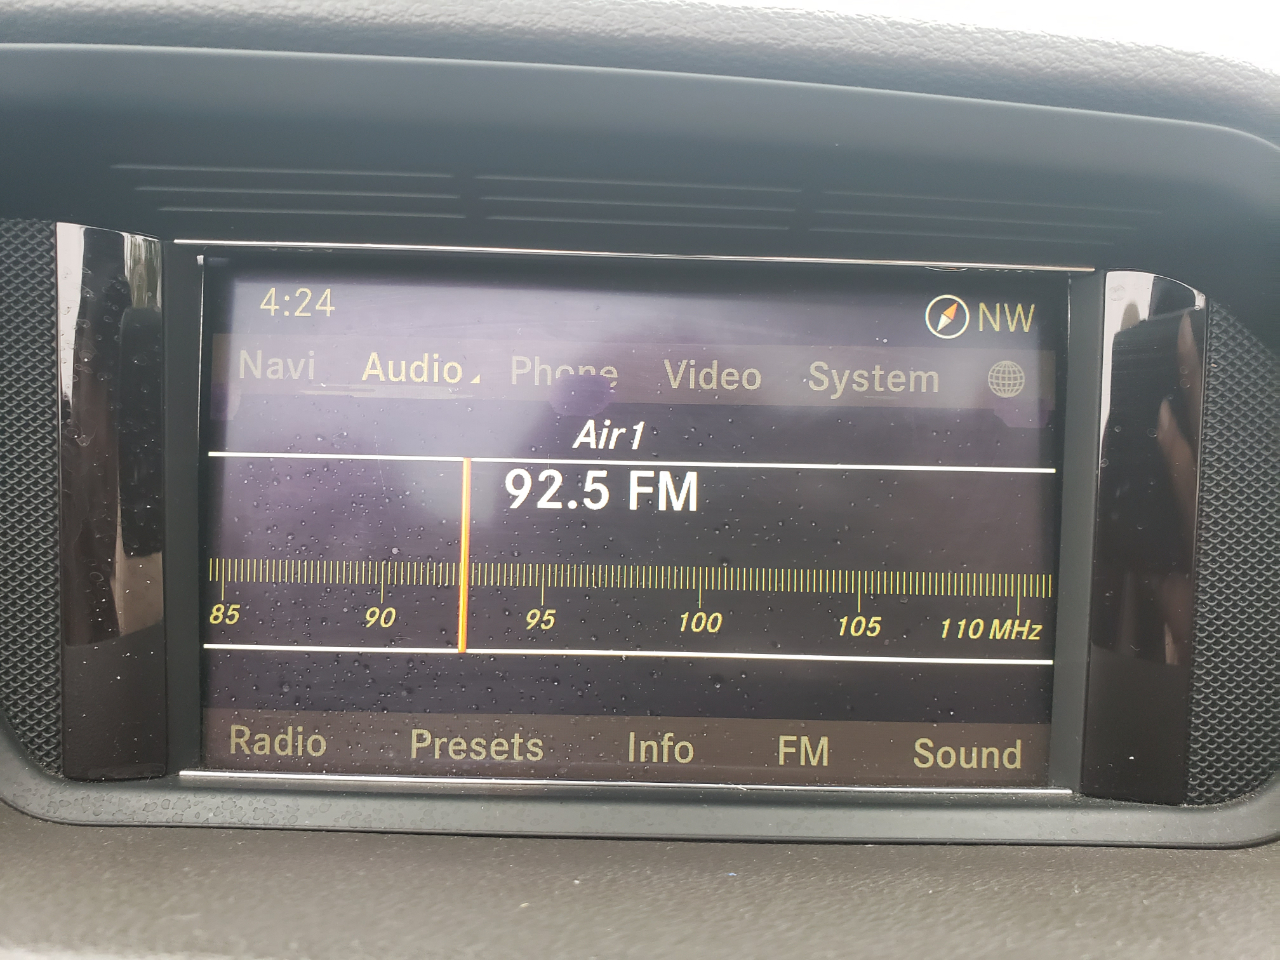 4:24 NW
Navi Audio Phone Video System
Air1
92.5 FM
85 90 95 100 105 110 MHz
Radio Presets Info FM Sound